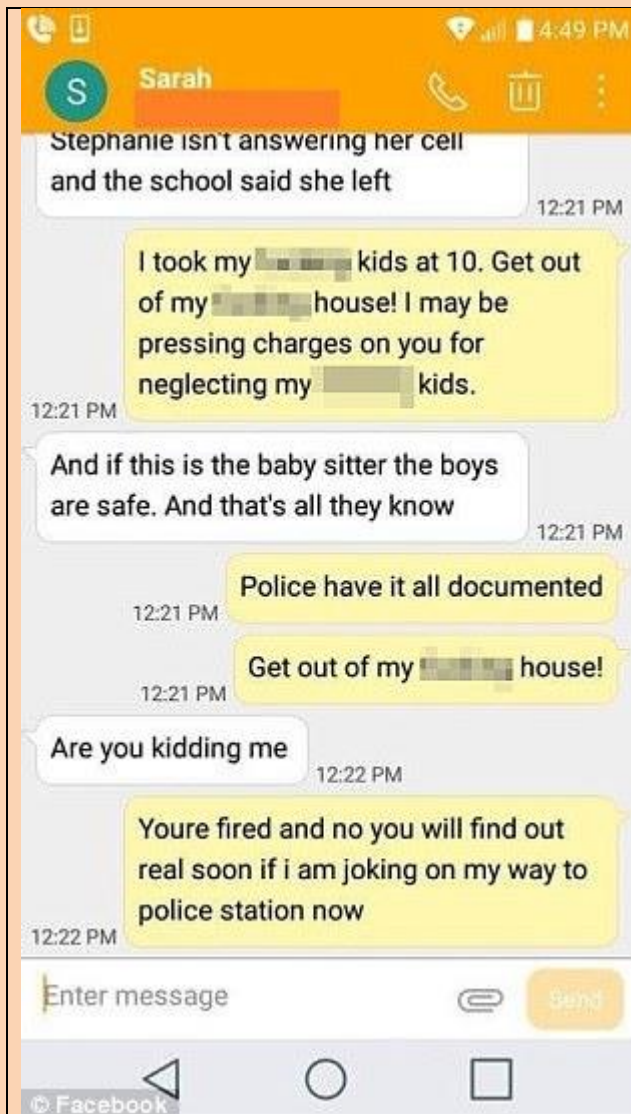 4:49 PM
S
Sarah
Stephanie isn't answering her cell
and the school said she left
12:21 PM
I took my kids at 10. Get out
of my house! I may be
pressing charges on you for
neglecting my kids.
12:21 PM
And if this is the baby sitter the boys
are safe. And that's all they know
12:21 PM
Police have it all documented
12:21 PM
Get out of my house!
12:21 PM
Are you kidding me
12:22 PM
Youre fired and no you will find out
real soon if i am joking on my way to
police station now
12:22 PM
Enter message
Send
© Facebook